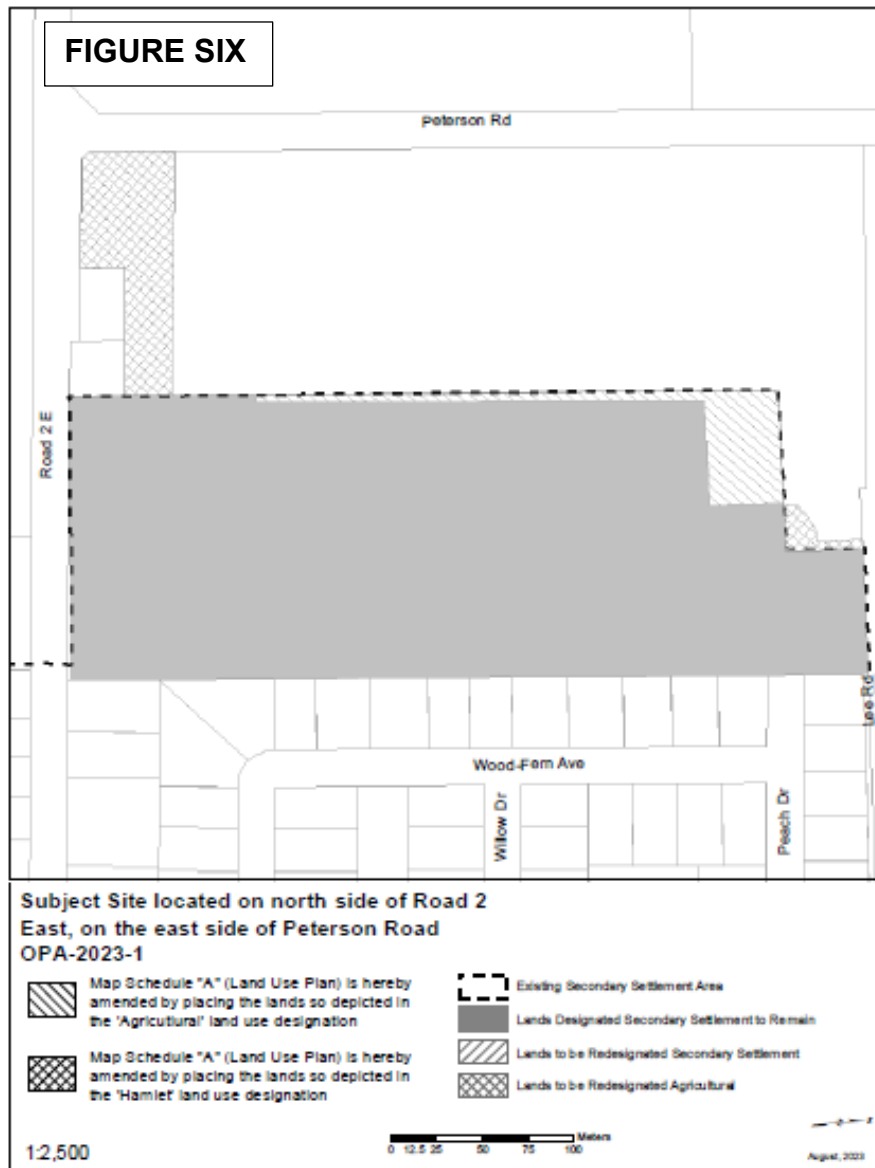 FIGURE SIX
Peterson Rd
Road 2 E
Lee Rd
Wood-Fern Ave
Willow Dr
Peach Dr
Subject Site located on north side of Road 2
East, on the east side of Peterson Road
OPA-2023-1
Map Schedule "A" (Land Use Plan) is hereby
amended by placing the lands so depicted in
the 'Agricutlural' land use designation
Map Schedule "A" (Land Use Plan) is hereby
amended by placing the lands so depicted in
the 'Hamlet' land use designation
Existing Secondary Settlement Area
Lands Designated Secondary Settlement to Remain
Lands to be Redesignated Secondary Settlement
Lands to be Redesignated Agricultural
1:2,500
Meters
0 12.5 25 50 75 100
August, 2023